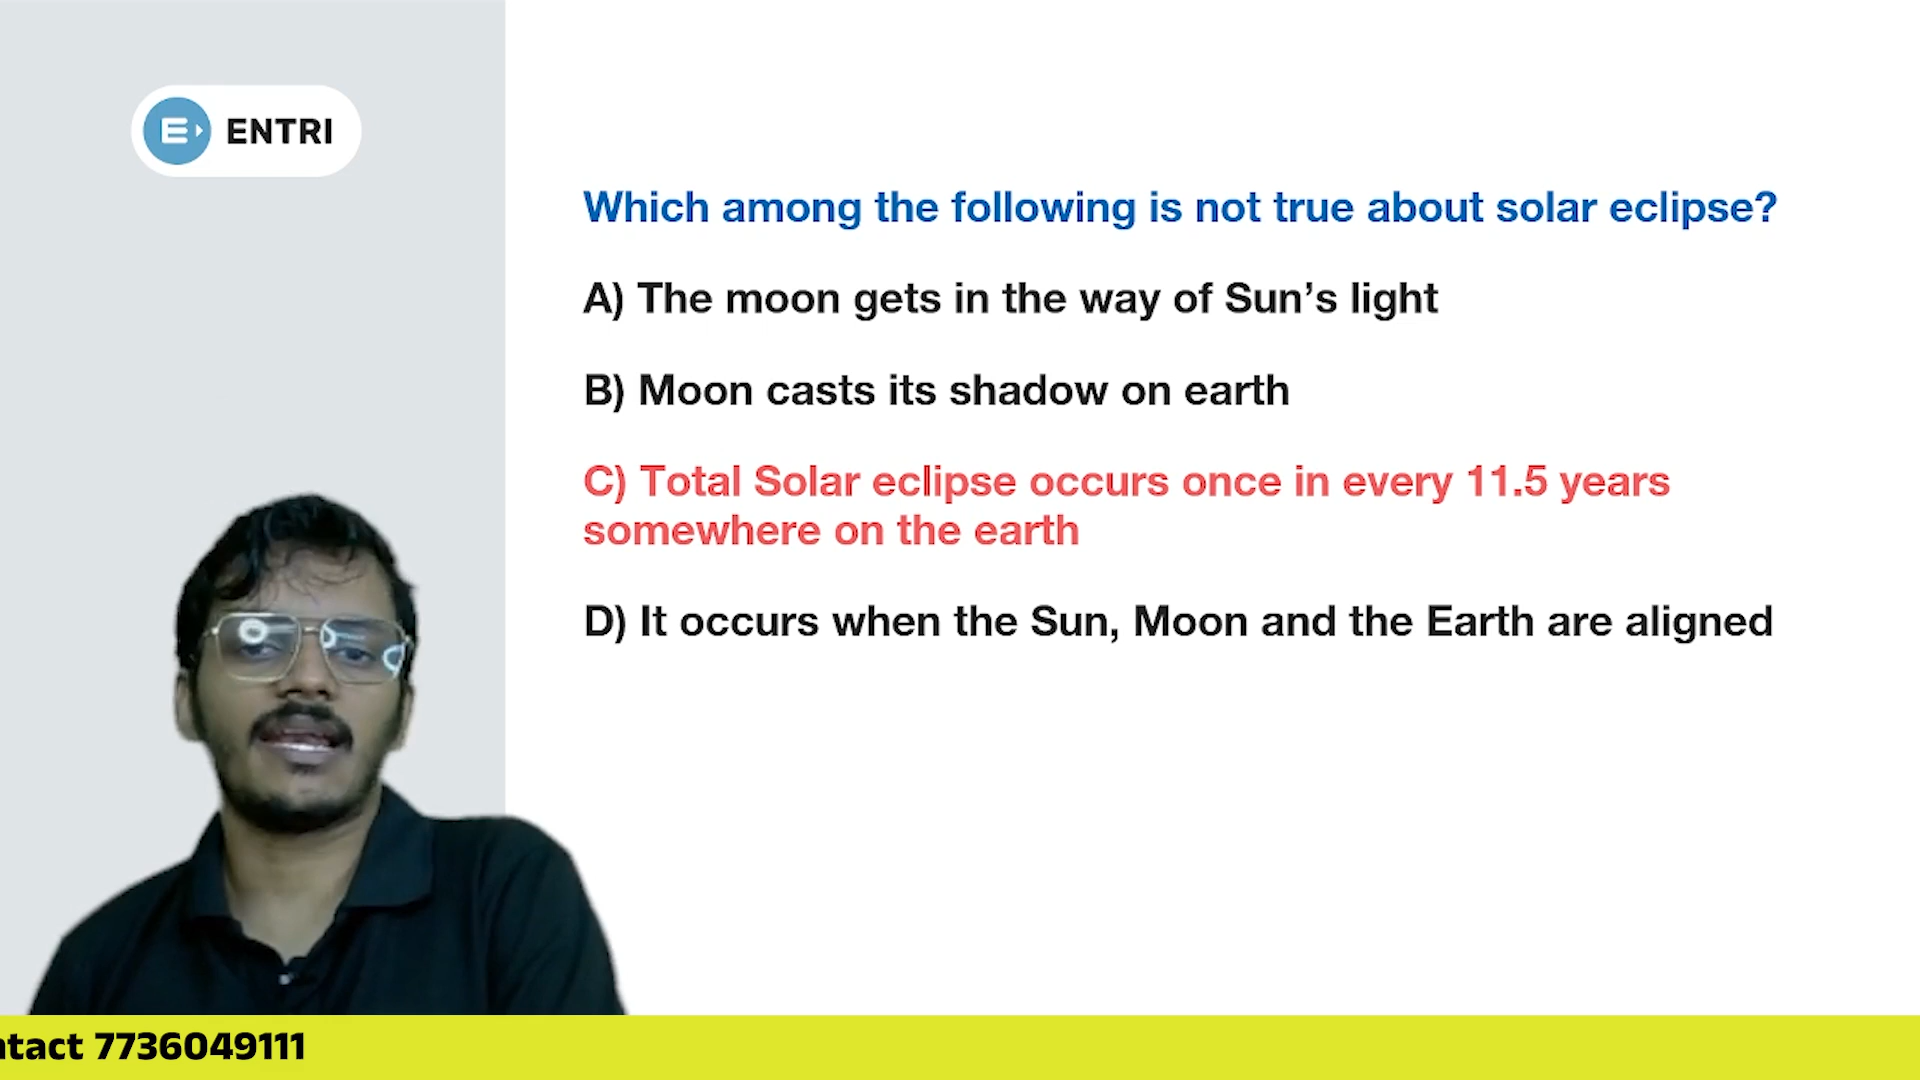 ENTRI
Which among the following is not true about solar eclipse?
A) The moon gets in the way of Sun’s light
B) Moon casts its shadow on earth
C) Total Solar eclipse occurs once in every 11.5 years
somewhere on the earth
D) It occurs when the Sun, Moon and the Earth are aligned
ntact 7736049111